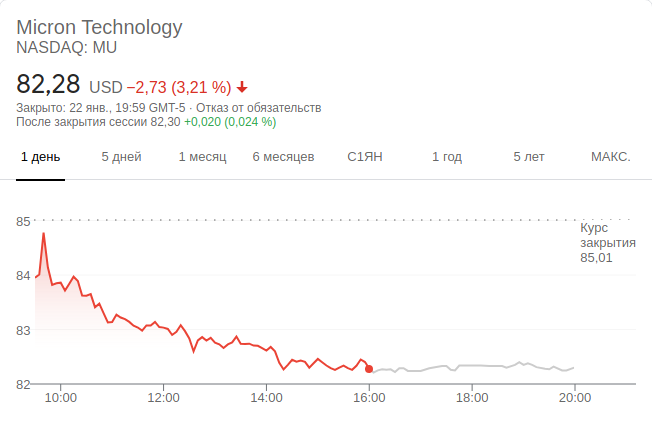 Micron Technology
NASDAQ: MU
82,28 USD −2,73 (3,21 %)
Закрыто: 22 янв., 19:59 GMT-5 · Отказ от обязательств
После закрытия сессии 82,30 +0,020 (0,024 %)
1 день 5 дней 1 месяц 6 месяцев С1ЯН 1 год 5 лет МАКС.
85
Курс
закрытия
85,01
84
83
82
10:00 12:00 14:00 16:00 18:00 20:00